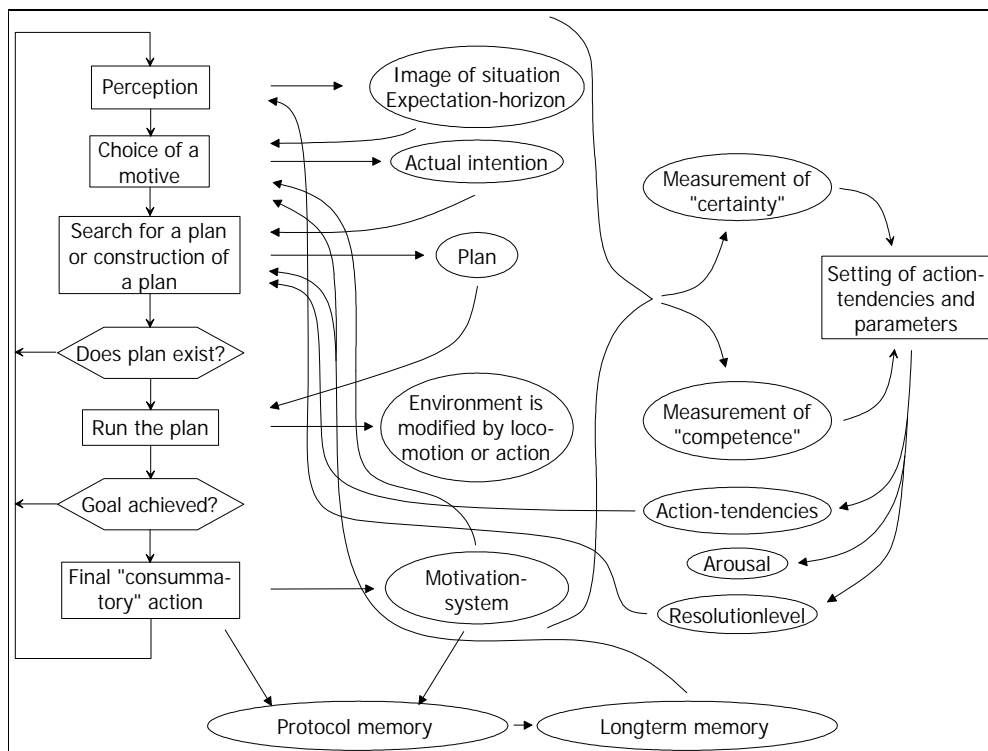 Perception
Choice of a
motive
Search for a plan
or construction of
a plan
Does plan exist?
Run the plan
Goal achieved?
Final "consumma-
tory" action
Image of situation
Expectation-horizon
Actual intention
Plan
Environment is
modified by loco-
motion or action
Motivation-
system
Protocol memory
Longterm memory
Measurement of
"certainty"
Measurement of
"competence"
Setting of action-
tendencies and
parameters
Action-tendencies
Arousal
Resolutionlevel